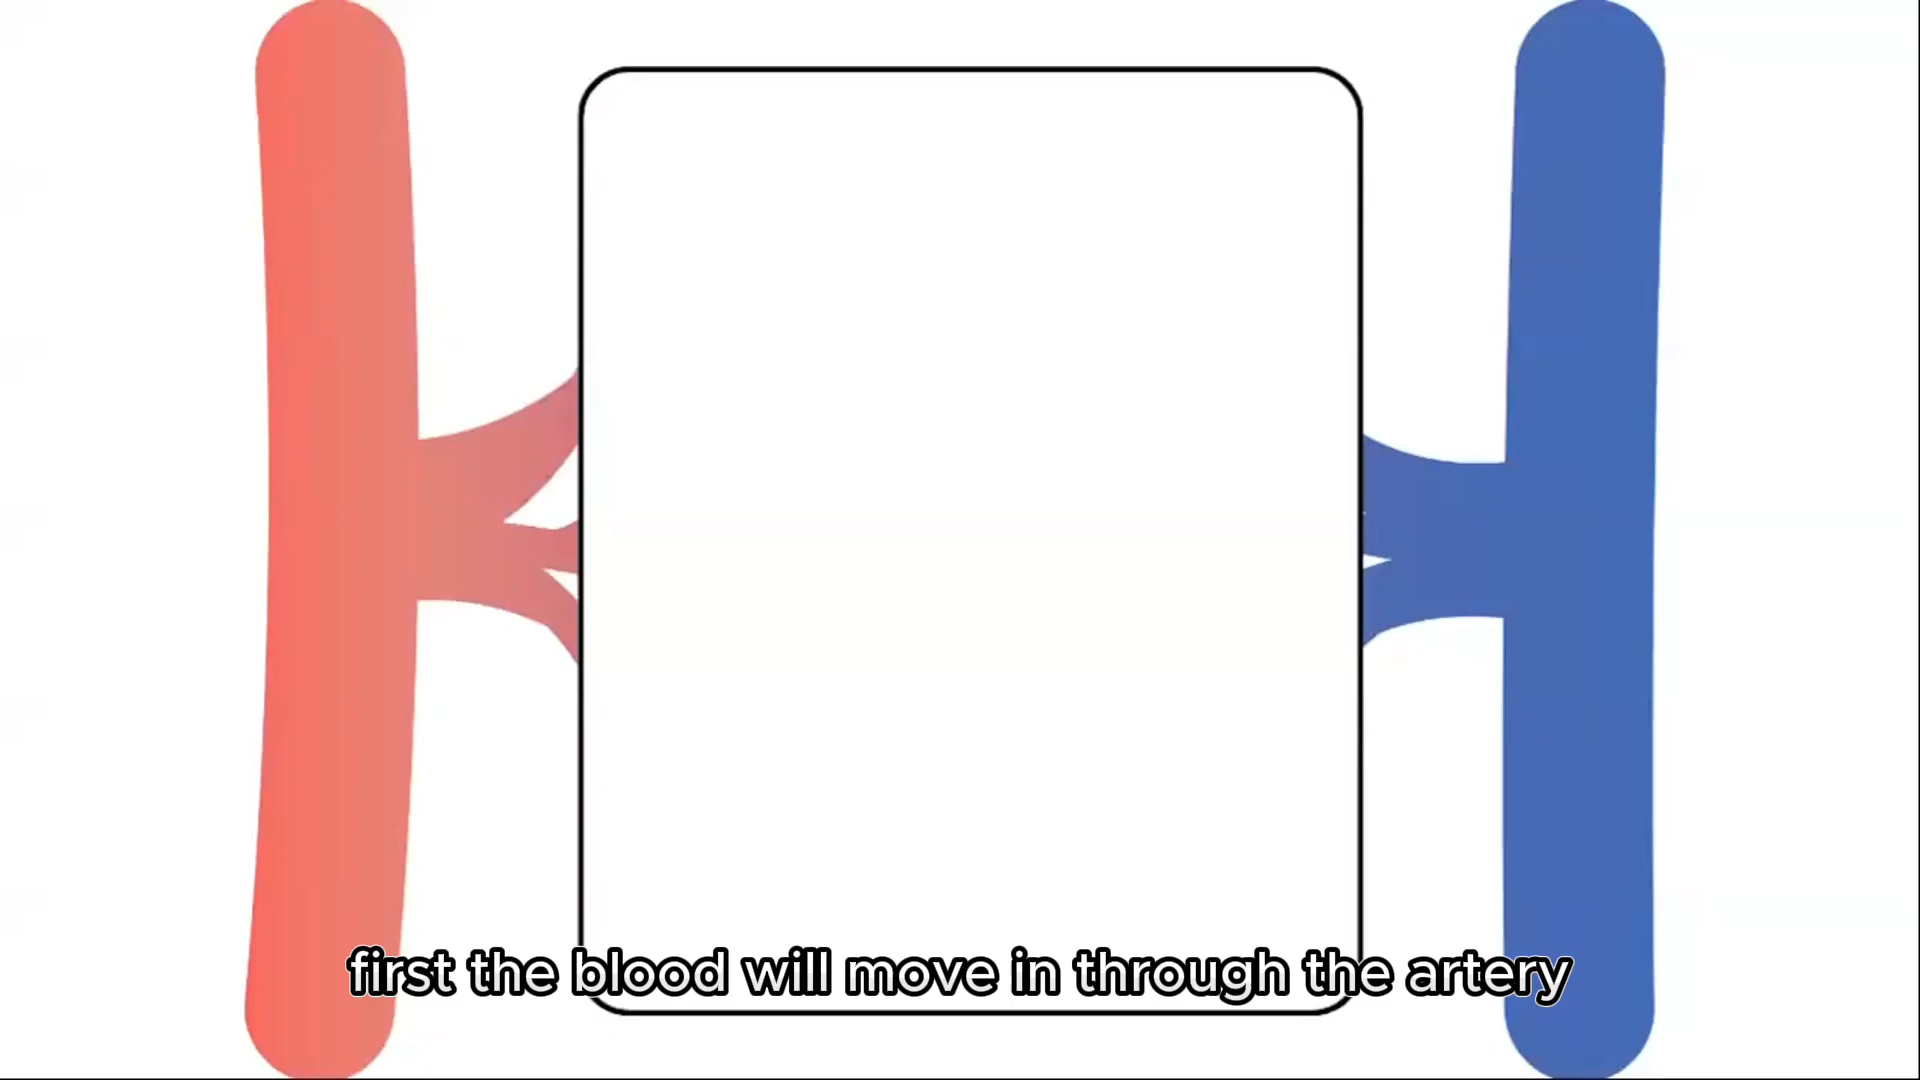 first the blood will move in through the artery